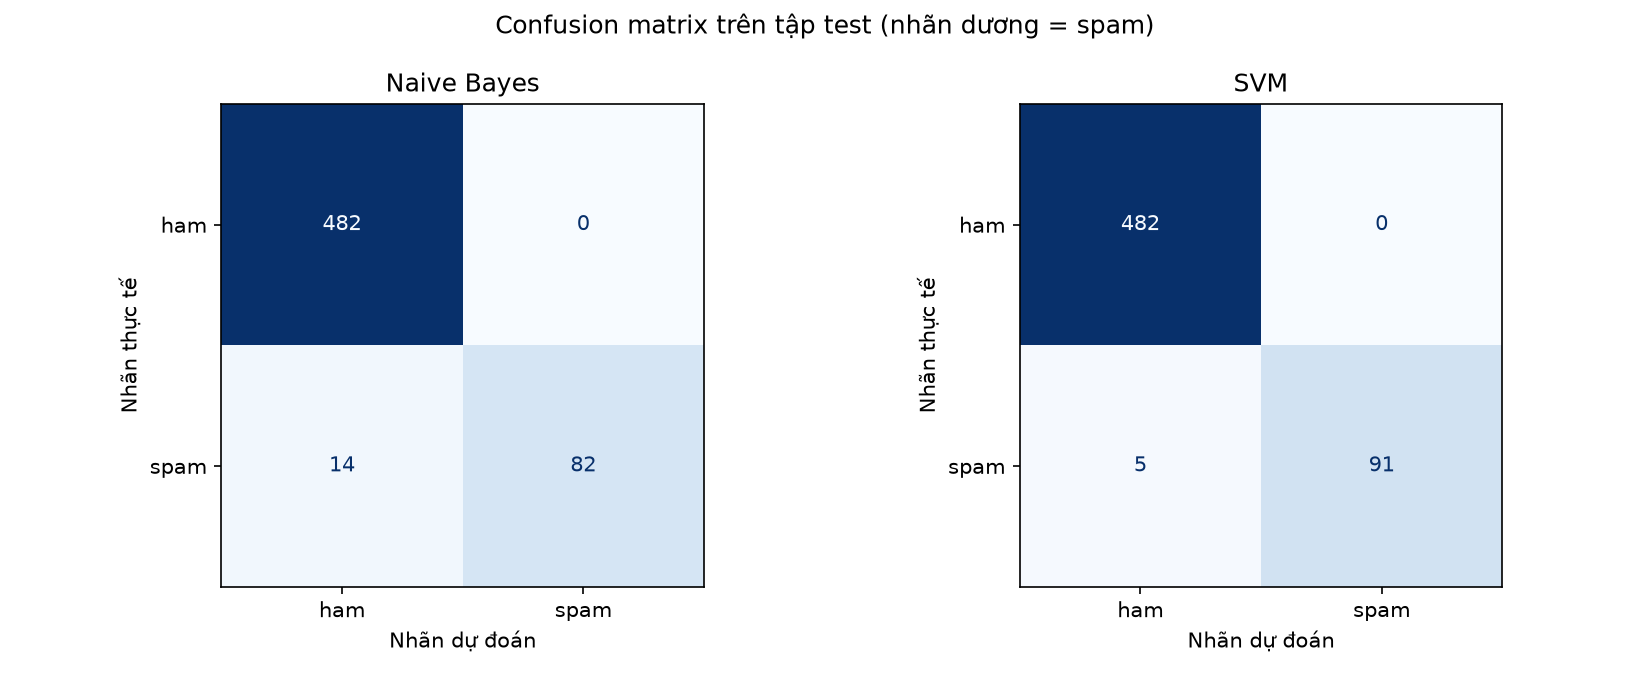 Confusion matrix trên tập test (nhãn dương = spam)
Naive Bayes
Nhãn thực tế
ham
482
0
spam
14
82
ham
spam
Nhãn dự đoán
SVM
Nhãn thực tế
ham
482
0
spam
5
91
ham
spam
Nhãn dự đoán